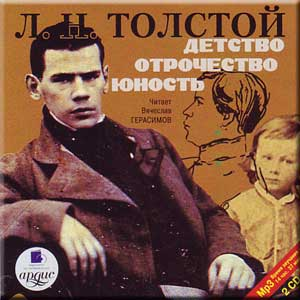 Л. Н. ТОЛСТОЙ
ДЕТСТВО
ОТРОЧЕСТВО
ЮНОСТЬ
Читает
Вячеслав
ГЕРАСИМОВ
ардис
Mp3
2 CD